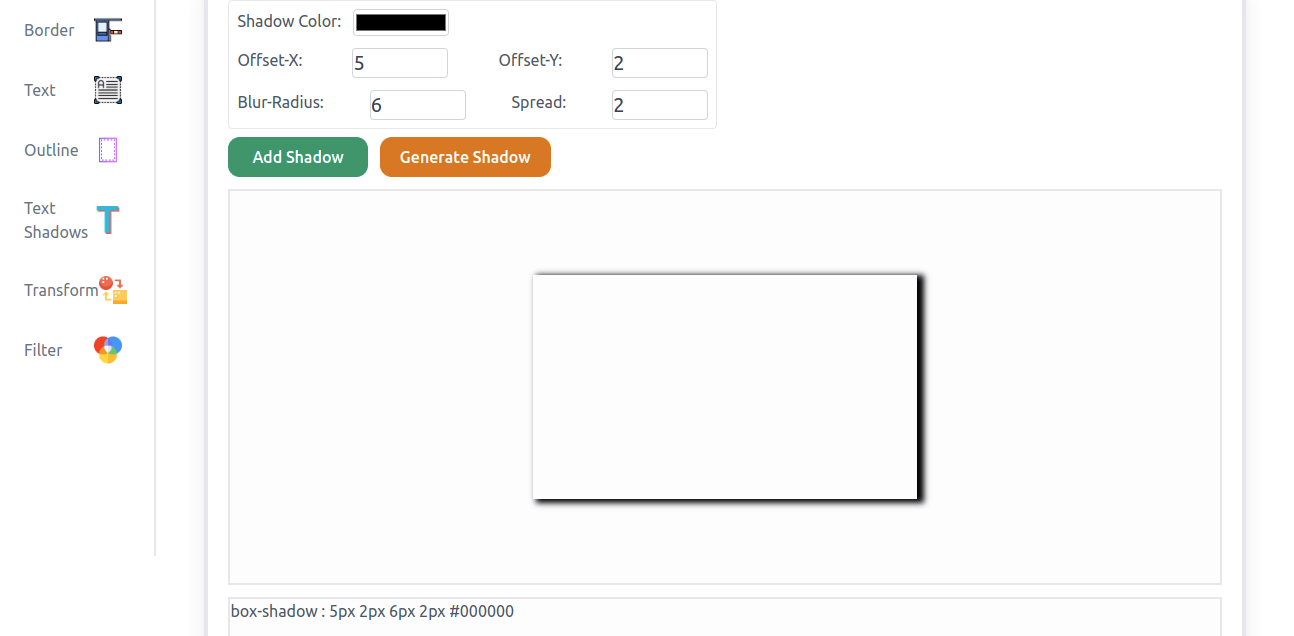 Border
Text
Outline
Text
Shadows
Transform
Filter
Shadow Color:
Offset-X: 5 Offset-Y: 2
Blur-Radius: 6 Spread: 2
Add Shadow Generate Shadow
box-shadow : 5px 2px 6px 2px #000000